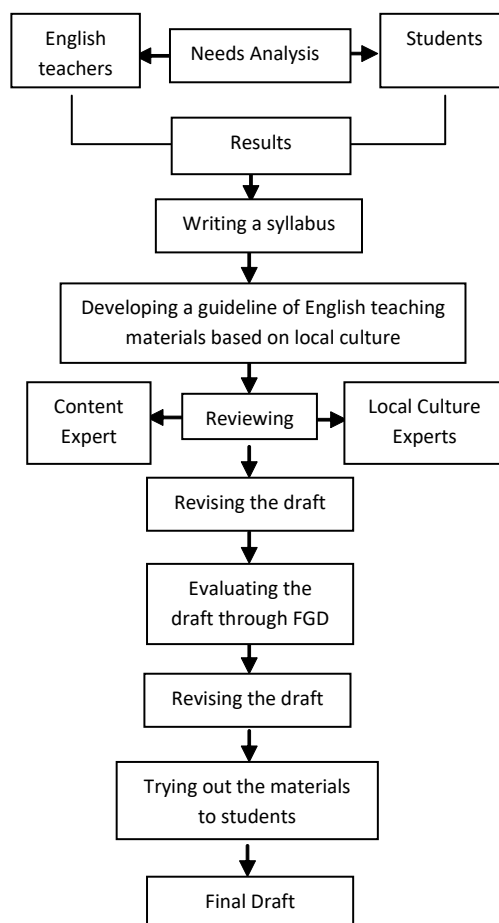 English
teachers
Needs Analysis
Students
Results
Writing a syllabus
Developing a guideline of English teaching
materials based on local culture
Content
Expert
Reviewing
Local Culture
Experts
Revising the draft
Evaluating the
draft through FGD
Revising the draft
Trying out the materials
to students
Final Draft